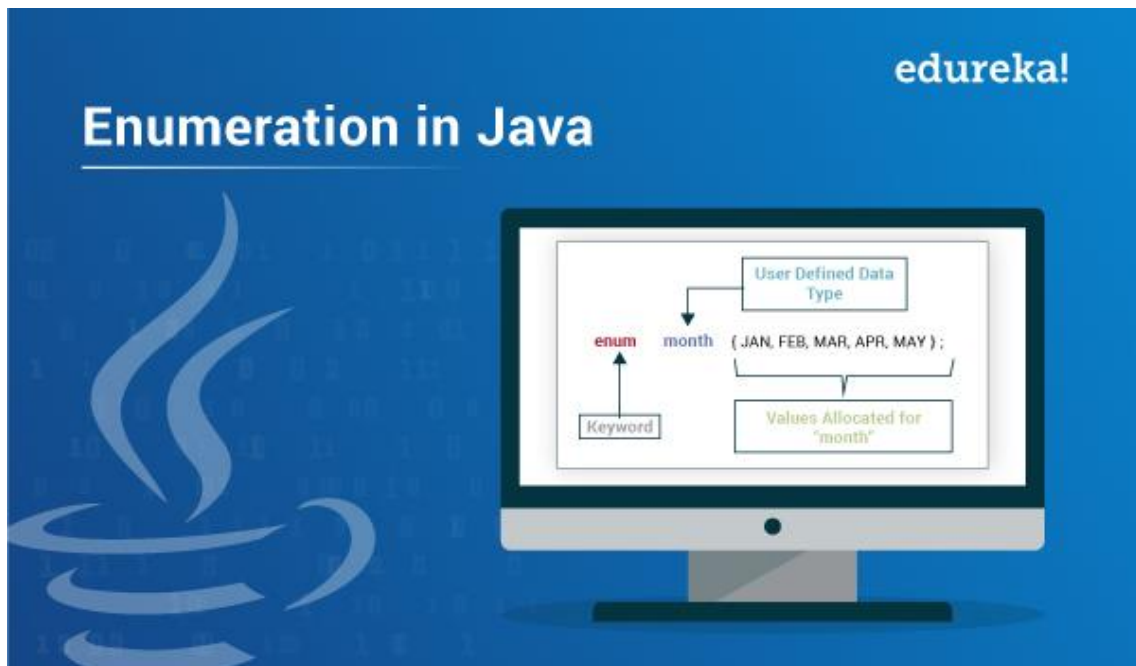 edureka!
Enumeration in Java
User Defined Data
Type
enum month { JAN, FEB, MAR, APR, MAY } ;
Keyword
Values Allocated for
"month"